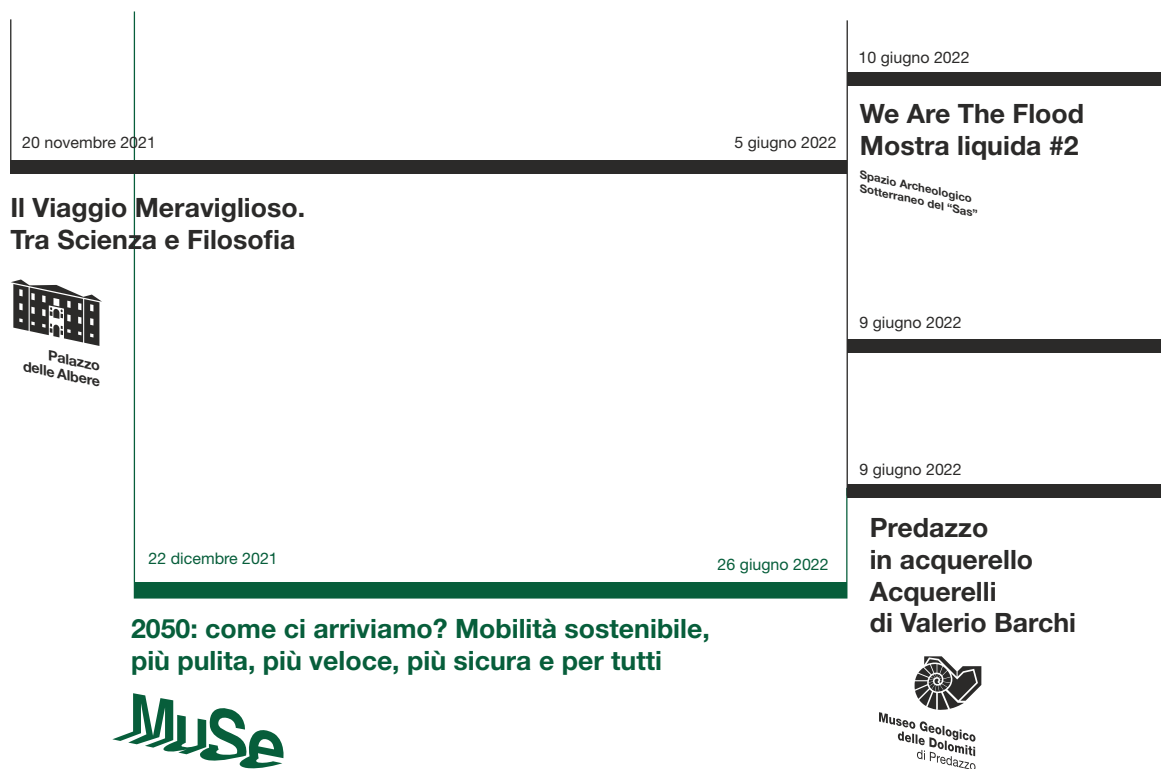 20 novembre 2021
5 giugno 2022
Il Viaggio Meraviglioso.
Tra Scienza e Filosofia
Palazzo
delle Albere
22 dicembre 2021
26 giugno 2022
2050: come ci arriviamo? Mobilità sostenibile,
più pulita, più veloce, più sicura e per tutti
MUSe
10 giugno 2022
We Are The Flood
Mostra liquida #2
Spazio Archeologico
Sotterraneo del “Sas”
9 giugno 2022
9 giugno 2022
Predazzo
in acquerello
Acquerelli
di Valerio Barchi
Museo Geologico
delle Dolomiti
di Predazzo